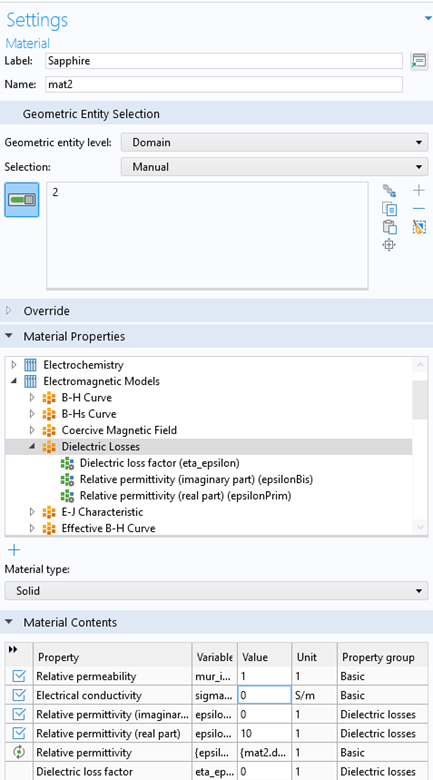 Settings
Material
Label: Sapphire
Name: mat2
Geometric Entity Selection
Geometric entity level: Domain
Selection: Manual
2
Override
Material Properties
Electrochemistry
Electromagnetic Models
B-H Curve
B-Hs Curve
Coercive Magnetic Field
Dielectric Losses
Dielectric loss factor (eta_epsilon)
Relative permittivity (imaginary part) (epsilonBis)
Relative permittivity (real part) (epsilonPrim)
E-J Characteristic
Effective B-H Curve
Material type:
Solid
Material Contents
Property Variable Value Unit Property group
Relative permeability mur_i... 1 1 Basic
Electrical conductivity sigma... 0 S/m Basic
Relative permittivity (imaginar... epsilo... 0 1 Dielectric losses
Relative permittivity (real part) epsilo... 10 1 Dielectric losses
Relative permittivity {epsil... {mat2.d... 1 Basic
Dielectric loss factor eta_ep... 0 1 Dielectric losses